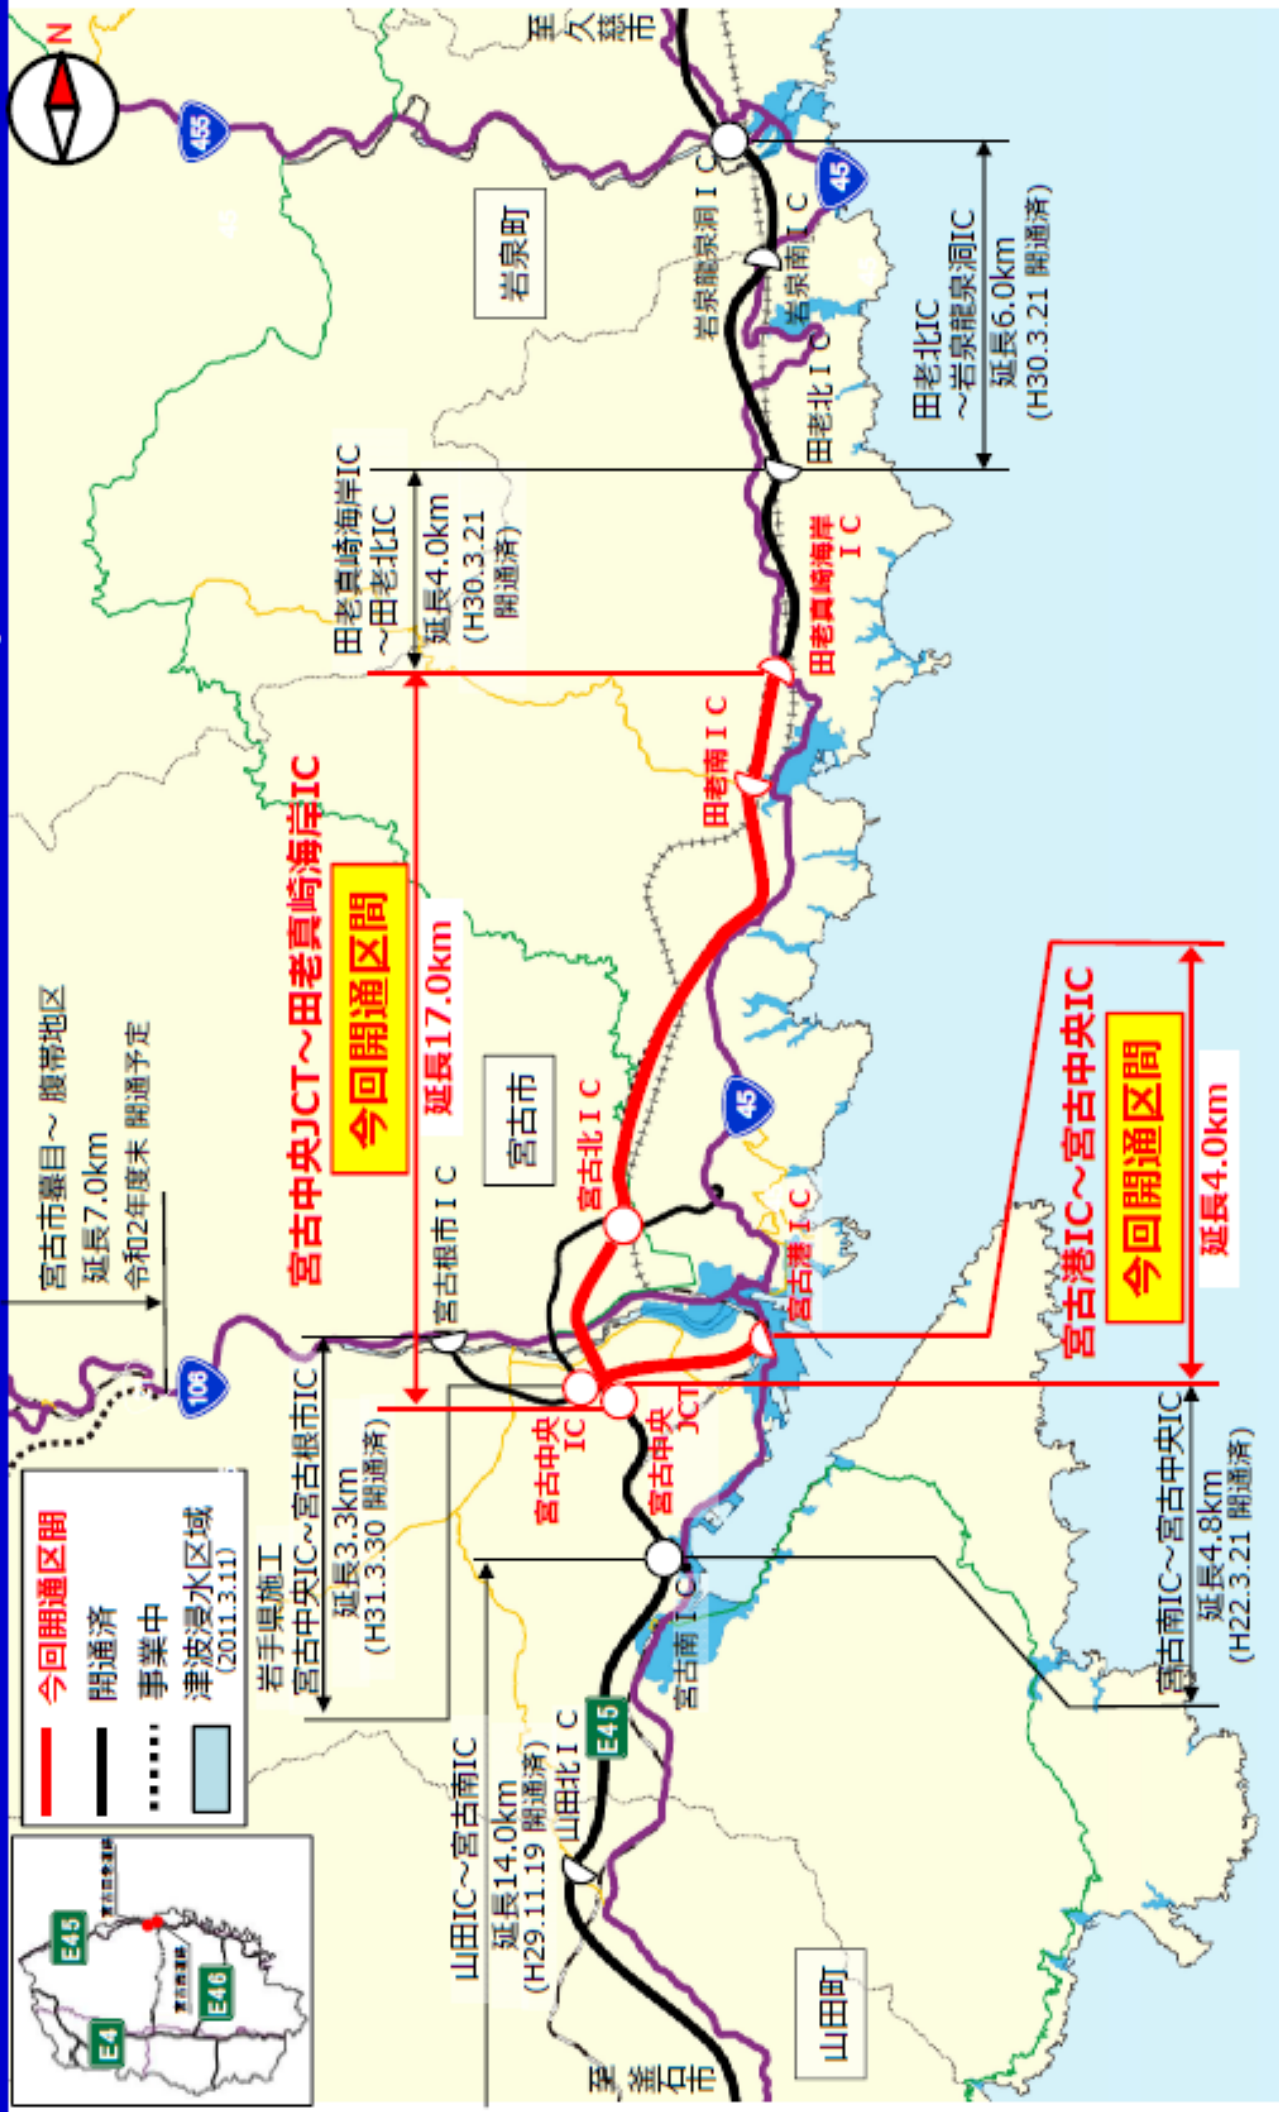 N
455
45
至
久慈市
岩泉町
岩泉龍泉洞ＩＣ
岩泉南ＩＣ
45
田老北ＩＣ
田老北IC
～岩泉龍泉洞IC
延長6.0km
(H30.3.21 開通済)
田老真崎海岸IC
～田老北IC
延長4.0km
(H30.3.21
開通済)
田老真崎海岸
ＩＣ
田老南ＩＣ
宮古中央JCT～田老真崎海岸IC
今回開通区間
延長17.0km
宮古市蟇目～ 腹帯地区
延長7.0km
令和2年度末 開通予定
宮古市
宮古北ＩＣ
宮古根市ＩＣ
45
宮古港ＩＣ
宮古港IC～宮古中央IC
今回開通区間
延長4.0km
106
宮古中央
IC
宮古中央
JCT
岩手県施工
宮古中央IC～宮古根市IC
延長3.3km
(H31.3.30 開通済)
宮古南IC～宮古中央IC
延長4.8km
(H22.3.21 開通済)
宮古南ＩＣ
E45
山田北ＩＣ
山田IC～宮古南IC
延長14.0km
(H29.11.19 開通済)
山田町
至
釜石市
今回開通区間
開通済
事業中
津波浸水区域
(2011.3.11)
E45
E46
E4